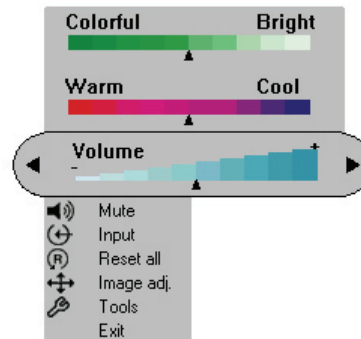 Colorful Bright
Warm Cool
Volume
- +
Mute
Input
R Reset all
Image adj.
Tools
Exit